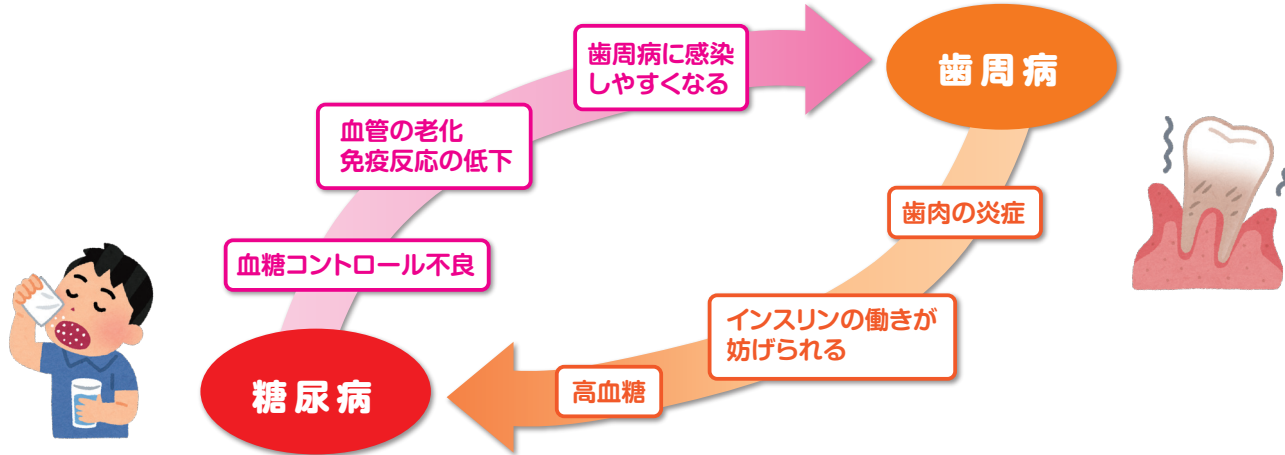 歯周病に感染
しやすくなる
歯周病
血管の老化
免疫反応の低下
歯肉の炎症
血糖コントロール不良
インスリンの働きが
妨げられる
高血糖
糖尿病